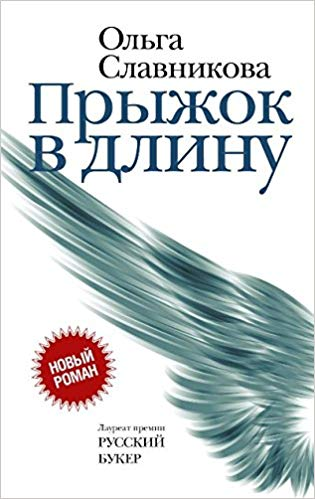 Ольга
Славникова
Прыжок
в длину
НОВЫЙ
РОМАН
Лауреат премии
РУССКИЙ
БУКЕР